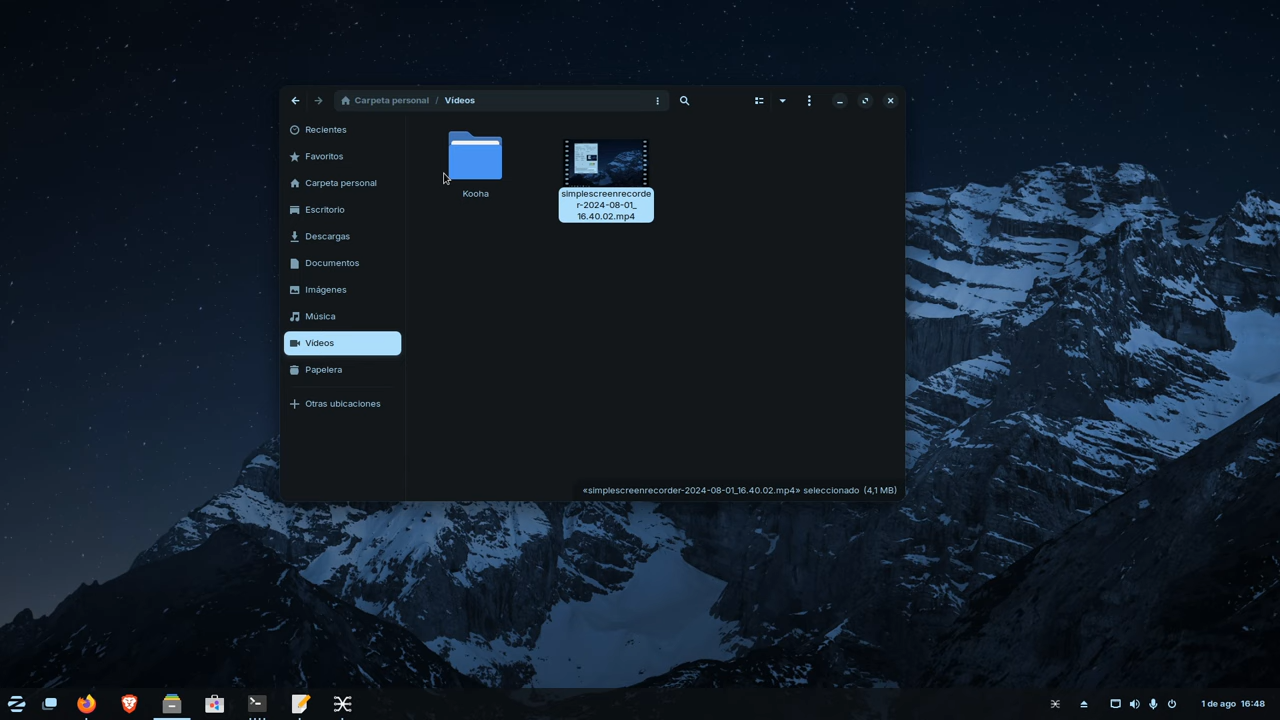 Carpeta personal / Vídeos
Recientes
Favoritos
Carpeta personal
Escritorio
Descargas
Documentos
Imágenes
Música
Vídeos
Papelera
Otras ubicaciones
Kooha
simplescreenrecorde
r-2024-08-01_
16.40.02.mp4
«simplescreenrecorder-2024-08-01_16.40.02.mp4» seleccionado (4,1 MB)
1 de ago 16:48